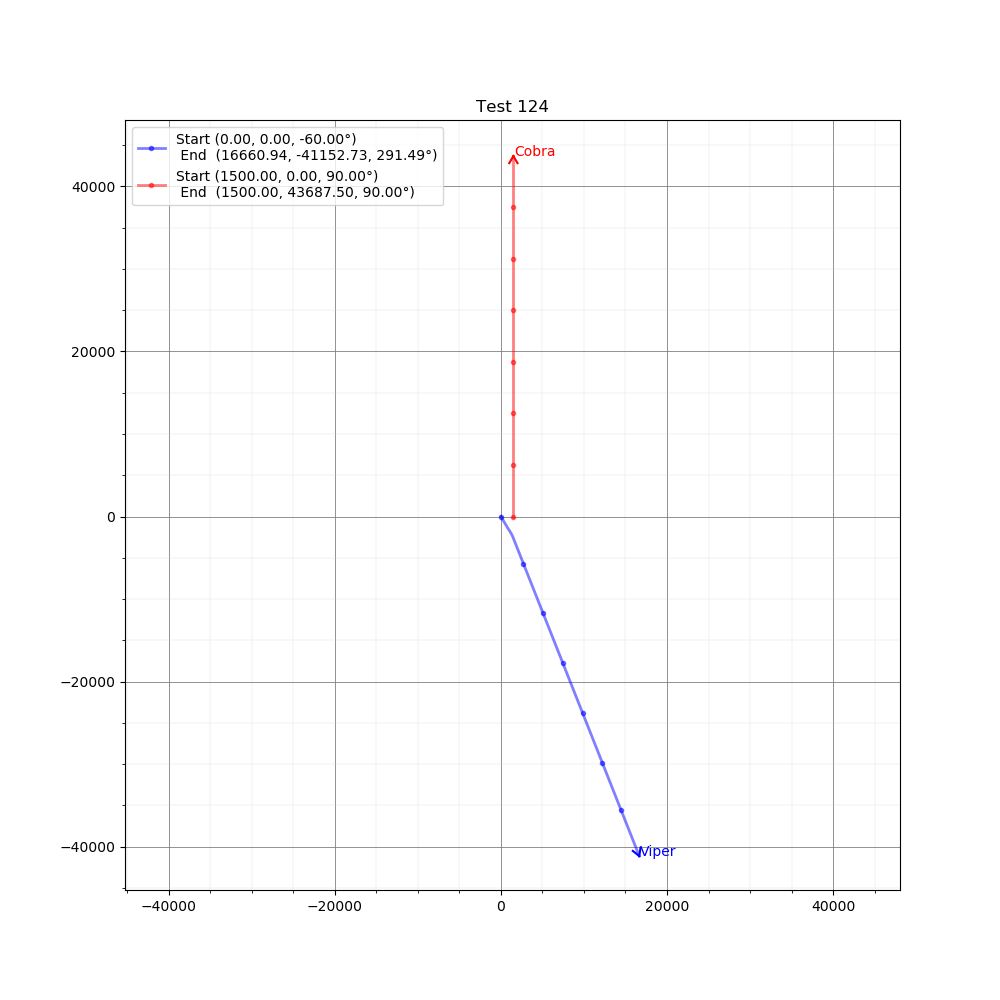 Test 124
Start (0.00, 0.00, -60.00°)
End  (16660.94, -41152.73, 291.49°)
Start (1500.00, 0.00, 90.00°)
End  (1500.00, 43687.50, 90.00°)
Cobra
Viper
40000
20000
0
−20000
−40000
−40000
−20000
0
20000
40000